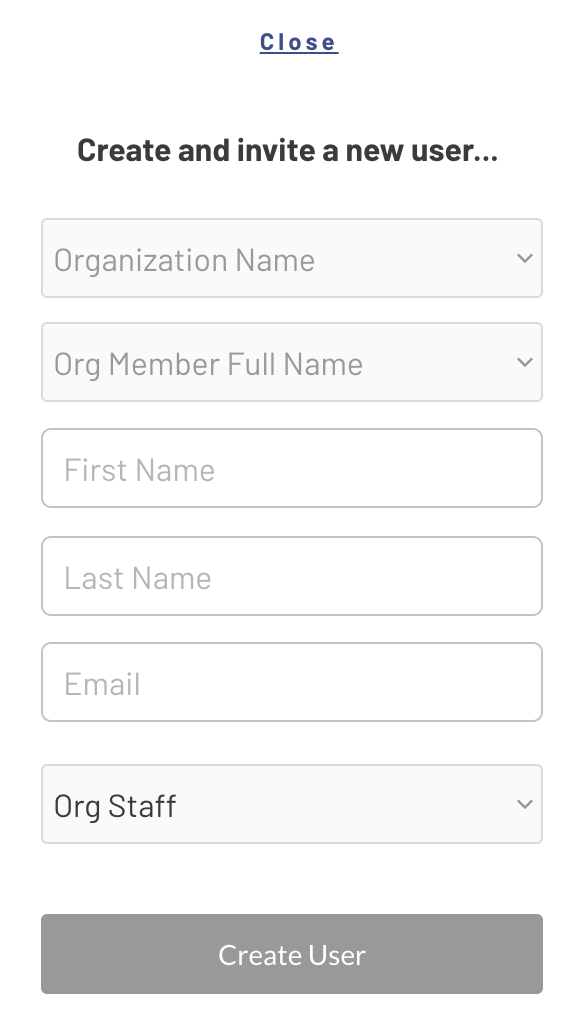 Close
Create and invite a new user...
Organization Name
Org Member Full Name
First Name
Last Name
Email
Org Staff
Create User